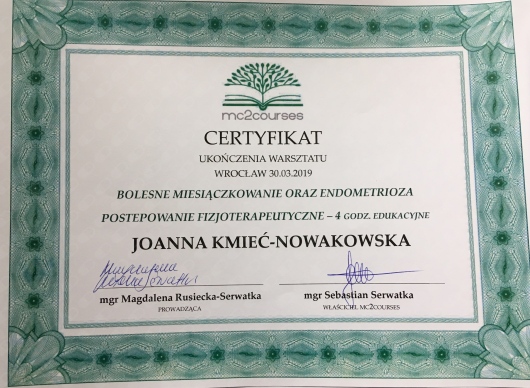 mc2courses
CERTYFIKAT
UKOŃCZENIA WARSZTATU
WROCŁAW 30.03.2019
BOLESNE MIESIĄCZKOWANIE ORAZ ENDOMETRIOZA
POSTEPOWANIE FIZJOTERAPEUTYCZNE – 4 GODZ. EDUKACYJNE
JOANNA KMIEĆ-NOWAKOWSKA
mgr Magdalena Rusiecka-Serwatka
PROWADZĄCA
mgr Sebastian Serwatka
WŁAŚCICIEL MC2COURSES